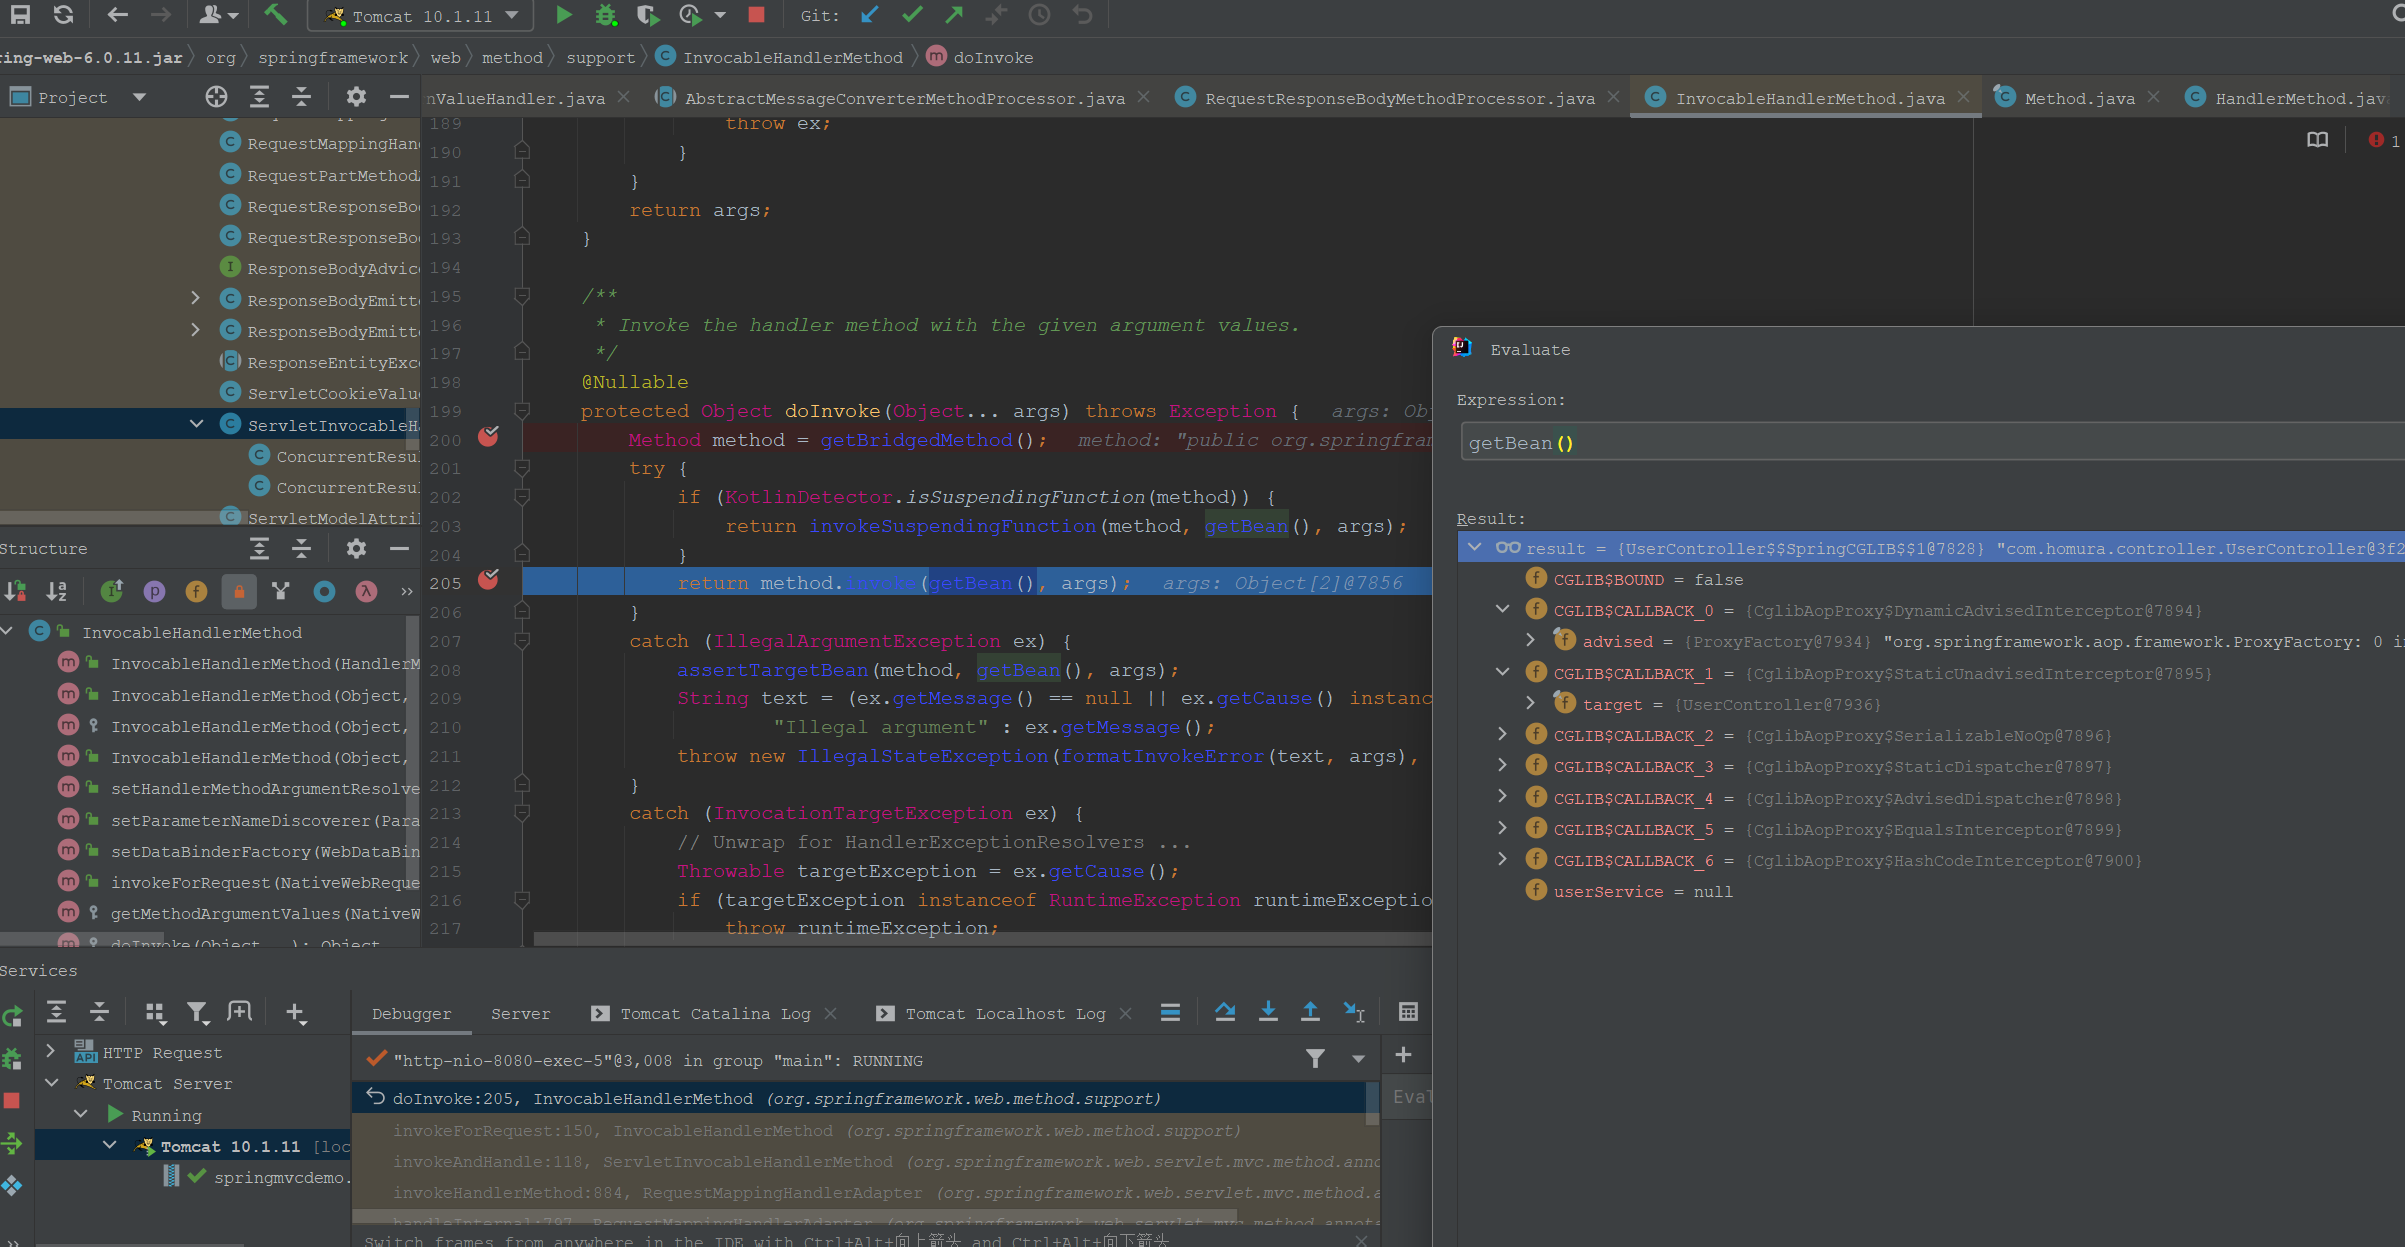 Tomcat 10.1.11
Git:
ring-web-6.0.11.jar
org
springframework
web
method
support
InvocableHandlerMethod
doInvoke
Project
nValueHandler.java
AbstractMessageConverterMethodProcessor.java
RequestResponseBodyMethodProcessor.java
InvocableHandlerMethod.java
Method.java
HandlerMethod.jav
RequestMappingHan
RequestPartMethod
RequestResponseBo
RequestResponseBo
ResponseBodyAdvic
ResponseBodyEmitt
ResponseBodyEmitt
ResponseEntityExc
ServletCookieValu
ServletInvocableH
ConcurrentResu
ConcurrentResu
ServletModelAttri
189 throw ex;
190 }
191 }
192 return args;
193 }
194
195 /**
196 * Invoke the handler method with the given argument values.
197 */
198 @Nullable
199 protected Object doInvoke(Object... args) throws Exception { args: Obj
200 Method method = getBridgedMethod(); method: "public org.springfram
201 try {
202 if (KotlinDetector.isSuspendingFunction(method)) {
203 return invokeSuspendingFunction(method, getBean(), args);
204 }
205 return method.invoke(getBean(), args); args: Object[2]@7856
206 }
207 catch (IllegalArgumentException ex) {
208 assertTargetBean(method, getBean(), args);
209 String text = (ex.getMessage() == null || ex.getCause() instanc
210 "Illegal argument" : ex.getMessage();
211 throw new IllegalStateException(formatInvokeError(text, args),
212 }
213 catch (InvocationTargetException ex) {
214 // Unwrap for HandlerExceptionResolvers ...
215 Throwable targetException = ex.getCause();
216 if (targetException instanceof RuntimeException runtimeExceptio
217 throw runtimeException;
1
Structure
InvocableHandlerMethod
InvocableHandlerMethod(HandlerM
InvocableHandlerMethod(Object,
InvocableHandlerMethod(Object,
InvocableHandlerMethod(Object,
setHandlerMethodArgumentResolve
setParameterNameDiscoverer(Para
setDataBinderFactory(WebDataBin
invokeForRequest(NativeWebReque
getMethodArgumentValues(NativeW
doInvoke(Object...): Object
Evaluate
Expression:
getBean()
Result:
result = {UserController$$SpringCGLIB$$1@7828} "com.homura.controller.UserController@3f2
CGLIB$BOUND = false
CGLIB$CALLBACK_0 = {CglibAopProxy$DynamicAdvisedInterceptor@7894}
advised = {ProxyFactory@7934} "org.springframework.aop.framework.ProxyFactory: 0 i
CGLIB$CALLBACK_1 = {CglibAopProxy$StaticUnadvisedInterceptor@7895}
target = {UserController@7936}
CGLIB$CALLBACK_2 = {CglibAopProxy$SerializableNoOp@7896}
CGLIB$CALLBACK_3 = {CglibAopProxy$StaticDispatcher@7897}
CGLIB$CALLBACK_4 = {CglibAopProxy$AdvisedDispatcher@7898}
CGLIB$CALLBACK_5 = {CglibAopProxy$EqualsInterceptor@7899}
CGLIB$CALLBACK_6 = {CglibAopProxy$HashCodeInterceptor@7900}
userService = null
Services
Debugger
Server
Tomcat Catalina Log
Tomcat Localhost Log
HTTP Request
Tomcat Server
Running
Tomcat 10.1.11 [loc
springmvcdemo.
"http-nio-8080-exec-5"@3,008 in group "main": RUNNING
doInvoke:205, InvocableHandlerMethod (org.springframework.web.method.support)
invokeForRequest:150, InvocableHandlerMethod (org.springframework.web.method.support)
invokeAndHandle:118, ServletInvocableHandlerMethod (org.springframework.web.servlet.mvc.method.anno
invokeHandlerMethod:884, RequestMappingHandlerAdapter (org.springframework.web.servlet.mvc.method.a
handleInternal:797, RequestMappingHandlerAdapter (org.springframework.web.servlet.mvc.method.annota
Eval
Switch frames from anywhere in the IDE with Ctrl+Alt+向上箭头 and Ctrl+Alt+向下箭头